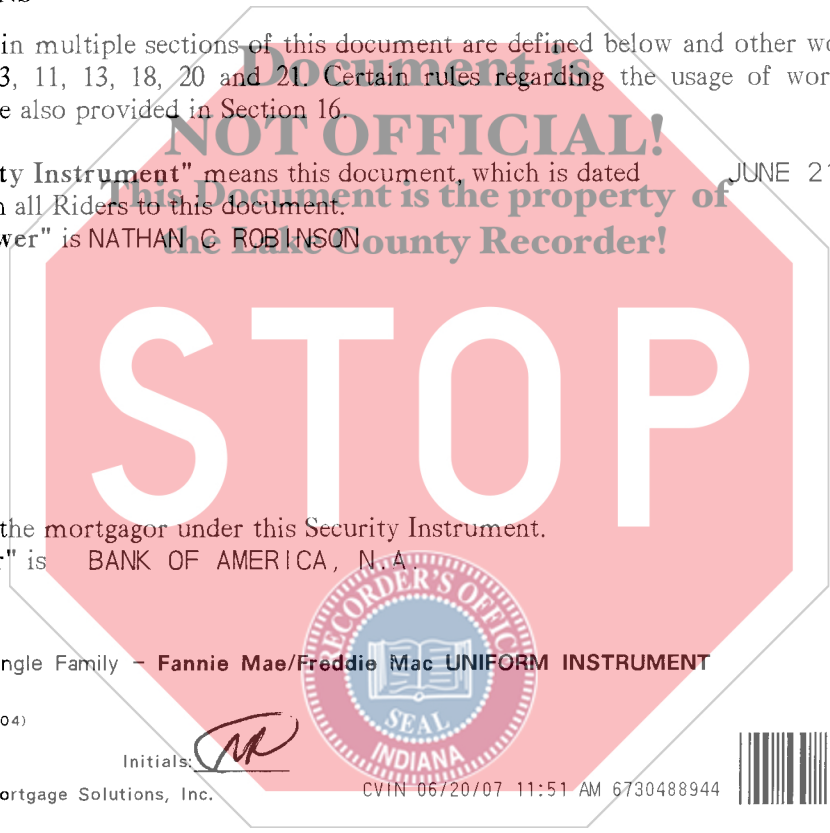 in multiple sections of this document are defined below and other wo
3, 11, 13, 18, 20 and 21. Certain rules regarding the usage of wor
e also provided in Section 16.
Document is
NOT OFFICIAL!
This Document is the property of
the Lake County Recorder!
STOP
ty Instrument" means this document, which is dated JUNE 21
n all Riders to this document.
wer" is NATHAN C ROBINSON
the mortgagor under this Security Instrument.
r" is BANK OF AMERICA, N.A.
RECORDER'S OFFICE
SEAL
INDIANA
ngle Family - Fannie Mae/Freddie Mac UNIFORM INSTRUMENT
04)
Initials: NR
ortgage Solutions, Inc.
CVIN 06/20/07 11:51 AM 6730488944